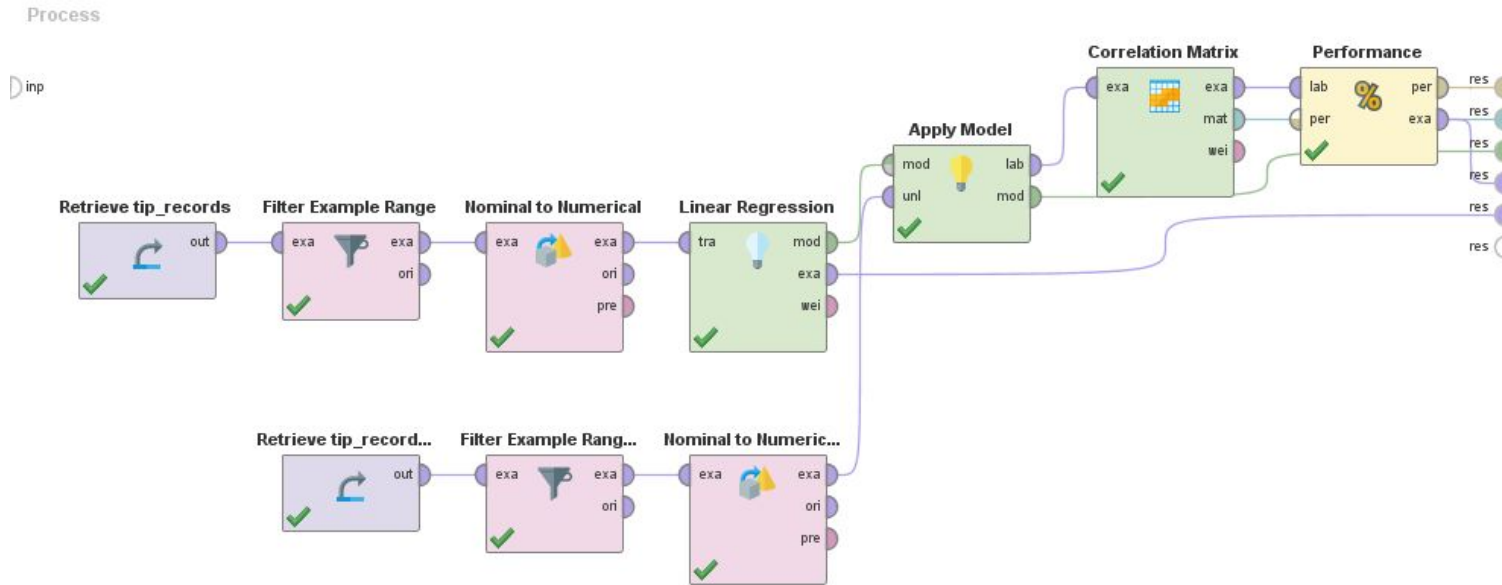 Process
inp
Retrieve tip_records
out
Filter Example Range
exa exa
ori
Nominal to Numerical
exa exa
ori
pre
Linear Regression
tra mod
exa
wei
Apply Model
mod lab
unl mod
Correlation Matrix
exa exa
mat
wei
Performance
%
lab per
per exa
res
res
res
res
res
res
Retrieve tip_record...
out
Filter Example Rang...
exa exa
ori
Nominal to Numeric...
exa exa
ori
pre